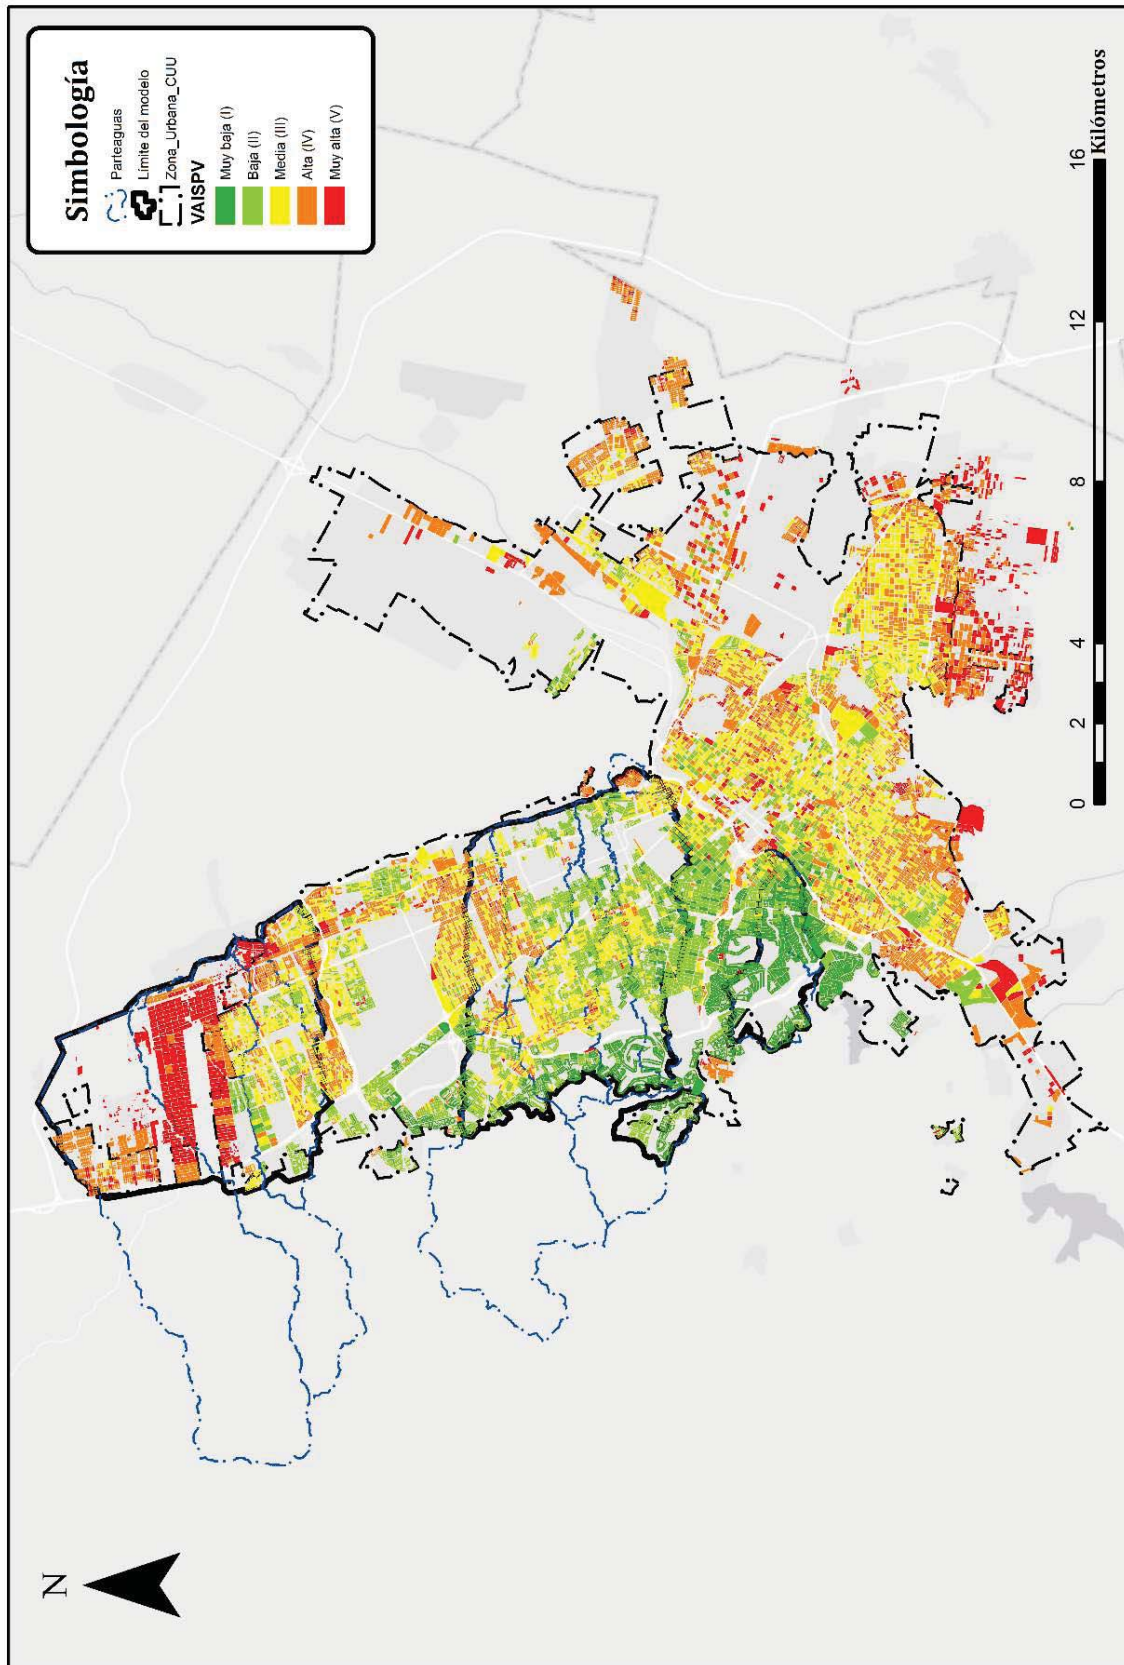 N
Simbología
Parteaguas
Límite del modelo
Zona_Urbana_CUU
VAISPV
Muy baja (I)
Baja (II)
Media (III)
Alta (IV)
Muy alta (V)
0 2 4 8 12 16
Kilómetros